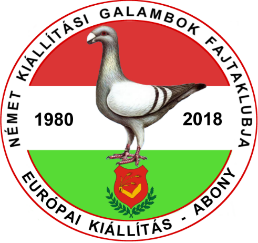 NÉMET KIÁLLÍTÁSI GALAMBOK FAJTAKLUBJA
1980 2018
EURÓPAI KIÁLLÍTÁS - ABONY